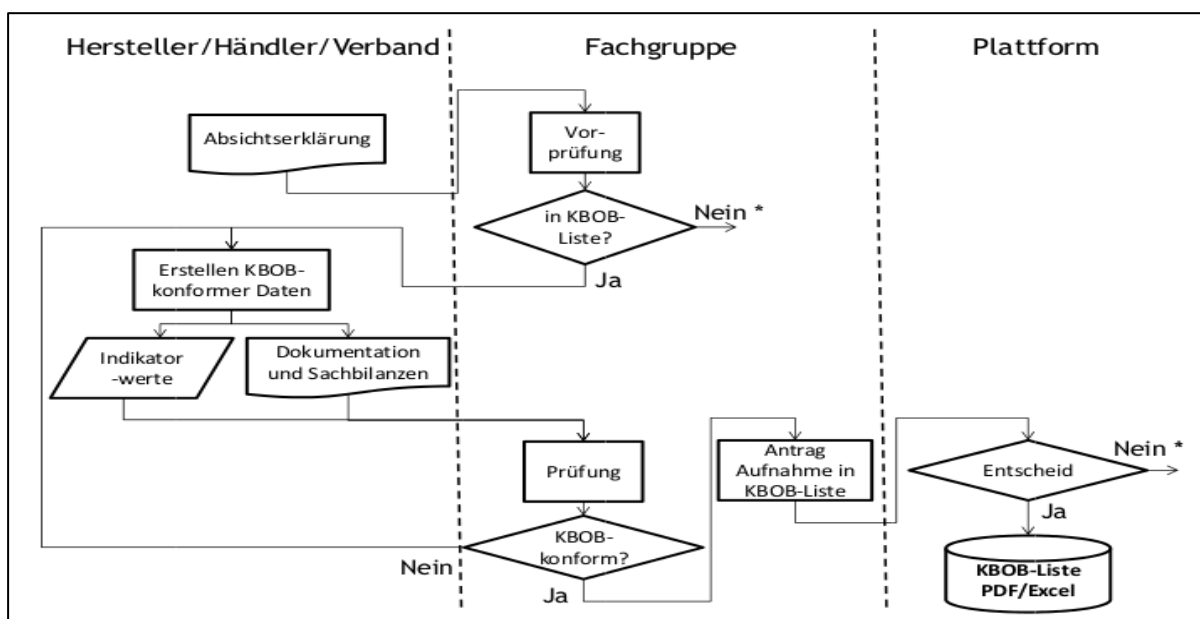 Hersteller/Händler/Verband
Fachgruppe
Plattform
Absichtserklärung
Vor-
prüfung
in KBOB-
Liste?
Nein *
Ja
Erstellen KBOB-
konformer Daten
Indikator
-werte
Dokumentation
und Sachbilanzen
Prüfung
KBOB-
konform?
Nein
Ja
Antrag
Aufnahme in
KBOB-Liste
Entscheid
Nein *
Ja
KBOB-Liste
PDF/Excel